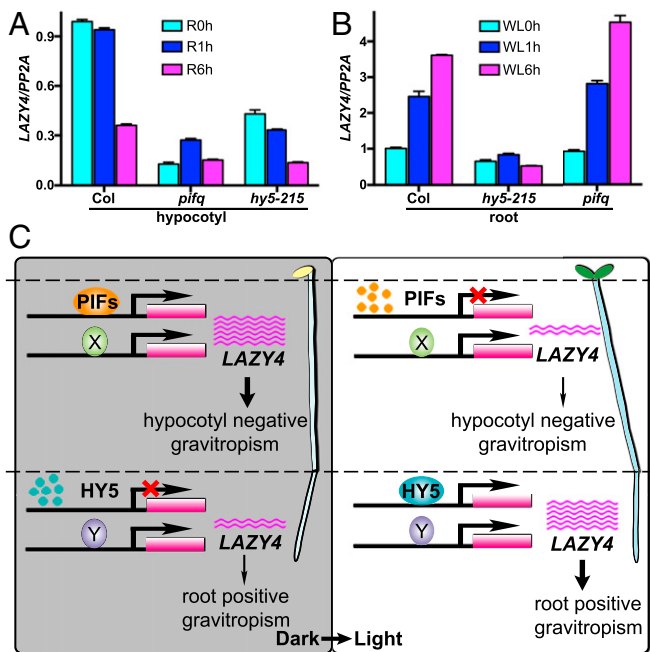 A
LAZY4/PP2A
0.9
0.6
0.3
0.0
R0h
R1h
R6h
Col
pifq
hy5-215
hypocotyl
B
LAZY4/PP2A
4
3
2
1
0
WL0h
WL1h
WL6h
Col
hy5-215
pifq
root
C
PIFs
X
LAZY4
hypocotyl negative
gravitropism
HY5
Y
LAZY4
root positive
gravitropism
PIFs
X
LAZY4
hypocotyl negative
gravitropism
HY5
Y
LAZY4
root positive
gravitropism
Dark Light